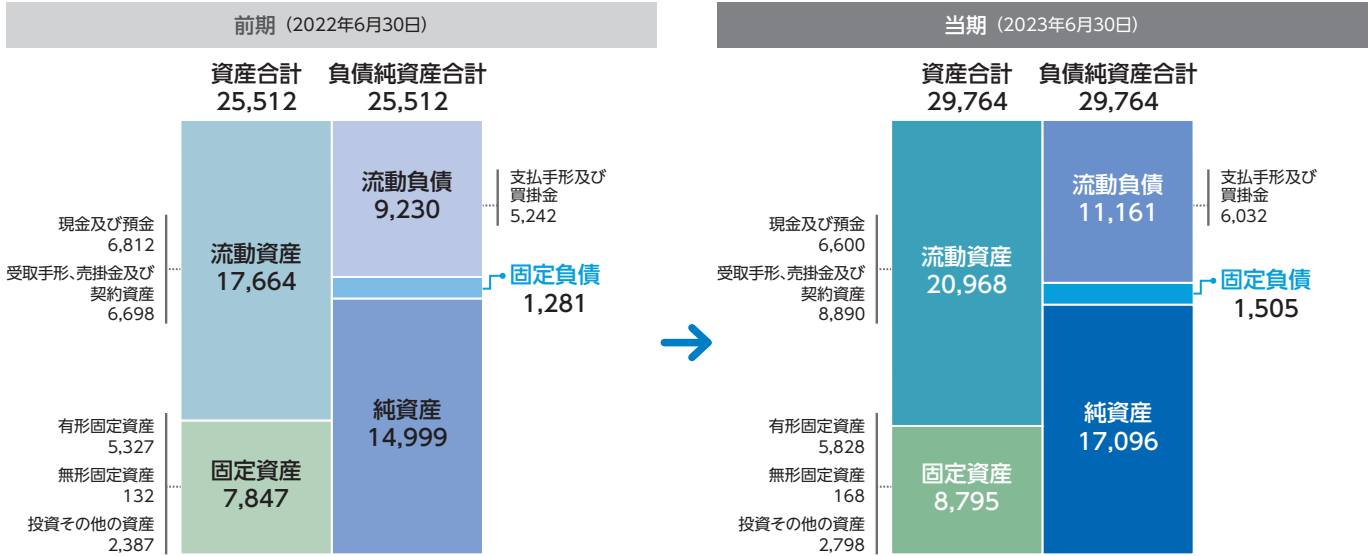 前期（2022年6月30日）
資産合計
25,512
負債純資産合計
25,512
現金及び預金
6,812
受取手形、売掛金及び
契約資産
6,698
流動資産
17,664
有形固定資産
5,327
無形固定資産
132
投資その他の資産
2,387
固定資産
7,847
流動負債
9,230
支払手形及び
買掛金
5,242
固定負債
1,281
純資産
14,999
当期（2023年6月30日）
資産合計
29,764
負債純資産合計
29,764
現金及び預金
6,600
受取手形、売掛金及び
契約資産
8,890
流動資産
20,968
有形固定資産
5,828
無形固定資産
168
投資その他の資産
2,798
固定資産
8,795
流動負債
11,161
支払手形及び
買掛金
6,032
固定負債
1,505
純資産
17,096